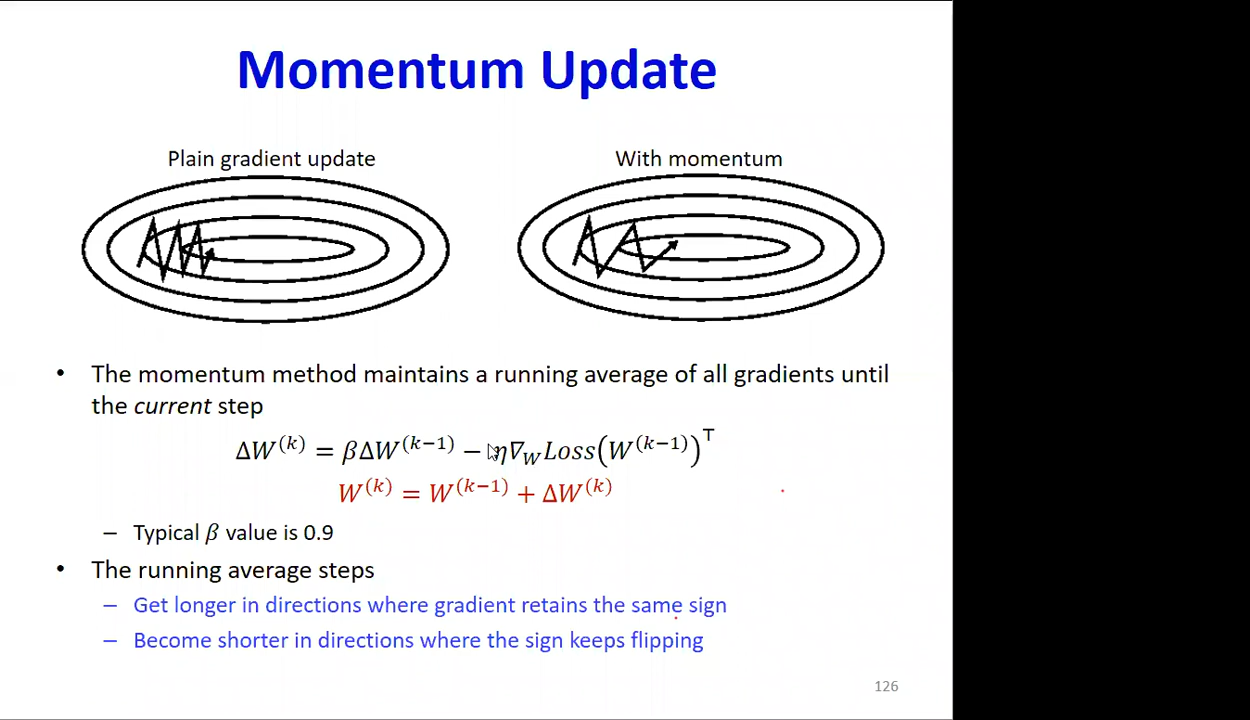 Momentum Update
Plain gradient update
With momentum
• The momentum method maintains a running average of all gradients until
the current step
ΔW^(k) = βΔW^(k−1) − η∇_W Loss(W^(k−1))^⊤
W^(k) = W^(k−1) + ΔW^(k)
– Typical β value is 0.9
• The running average steps
– Get longer in directions where gradient retains the same sign
– Become shorter in directions where the sign keeps flipping
126